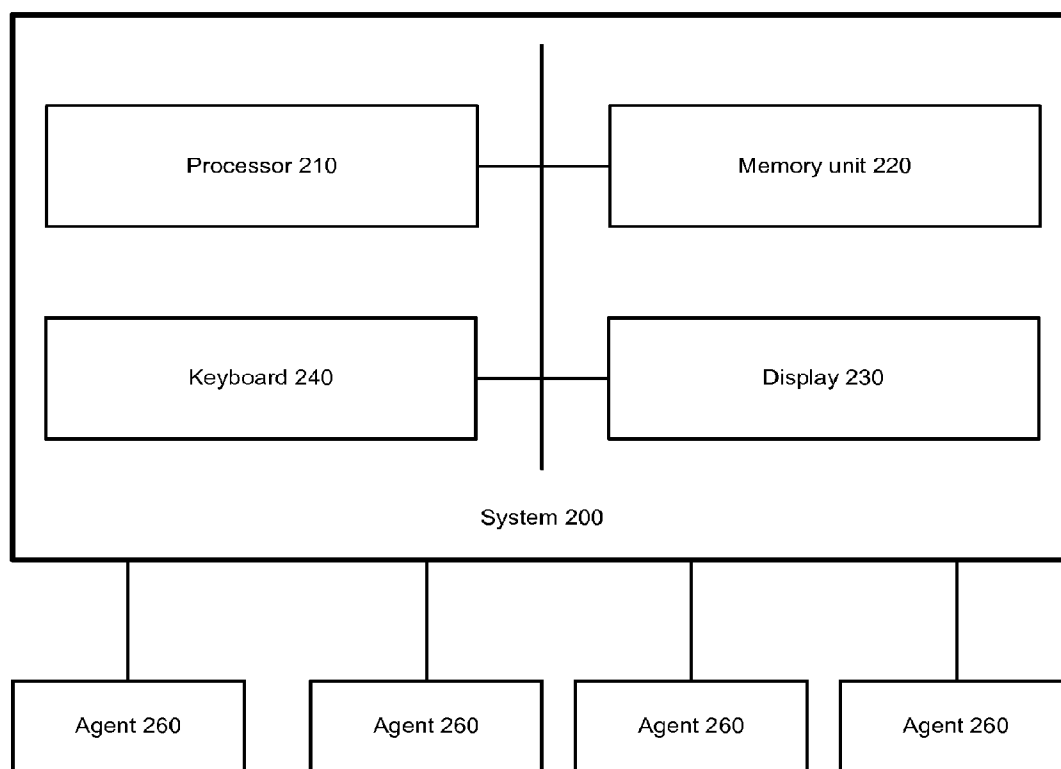 Processor 210
Memory unit 220
Keyboard 240
Display 230
System 200
Agent 260
Agent 260
Agent 260
Agent 260